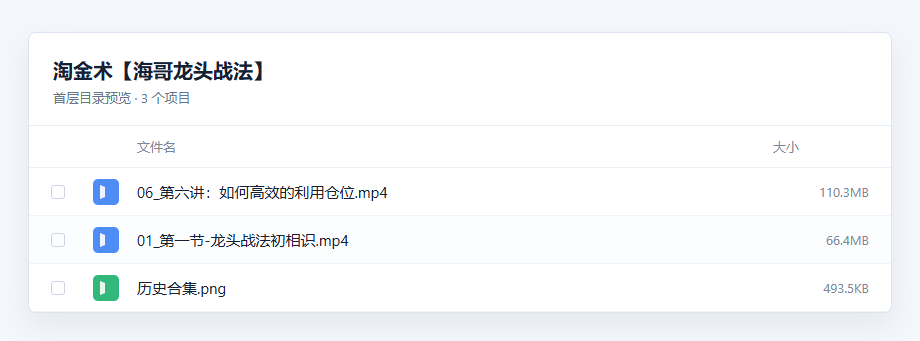 淘金术【海哥龙头战法】
首层目录预览 · 3 个项目
文件名 大小
06_第六讲：如何高效的利用仓位.mp4 110.3MB
01_第一节-龙头战法初相识.mp4 66.4MB
历史合集.png 493.5KB